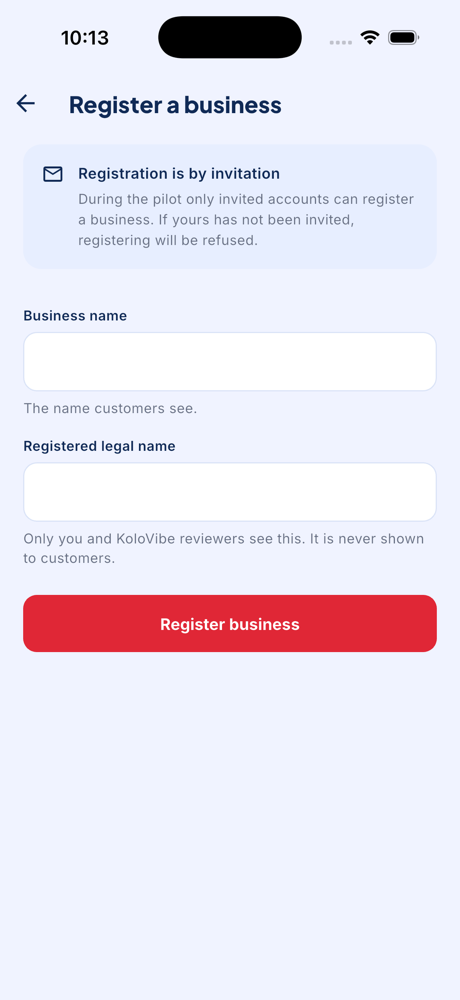 10:13
Register a business
Registration is by invitation
During the pilot only invited accounts can register
a business. If yours has not been invited,
registering will be refused.
Business name
The name customers see.
Registered legal name
Only you and KoloVibe reviewers see this. It is never shown
to customers.
Register business